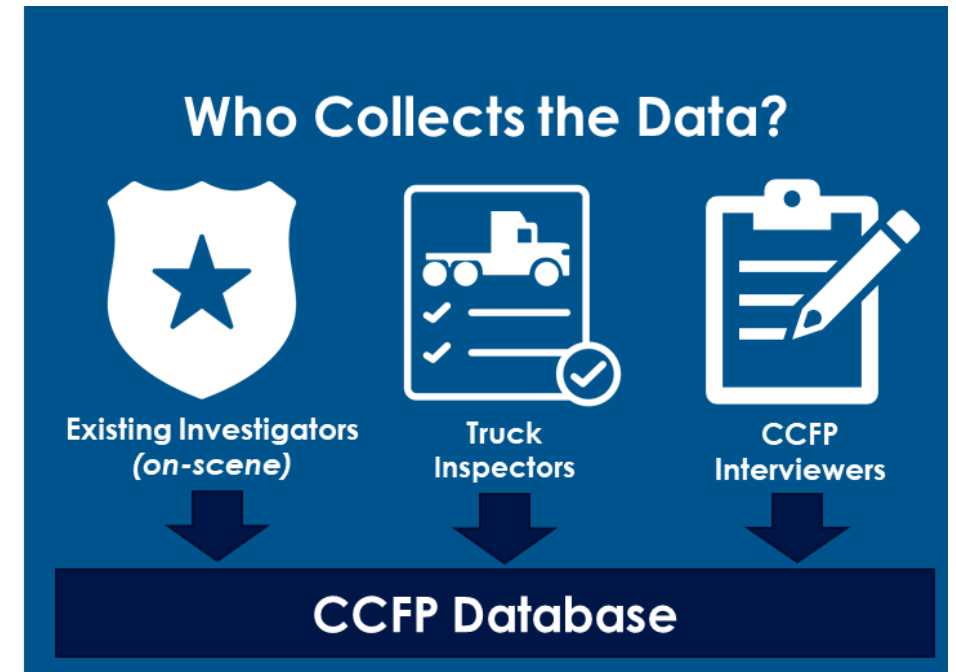 Who Collects the Data?
Existing Investigators
(on-scene)
Truck
Inspectors
CCFP
Interviewers
CCFP Database